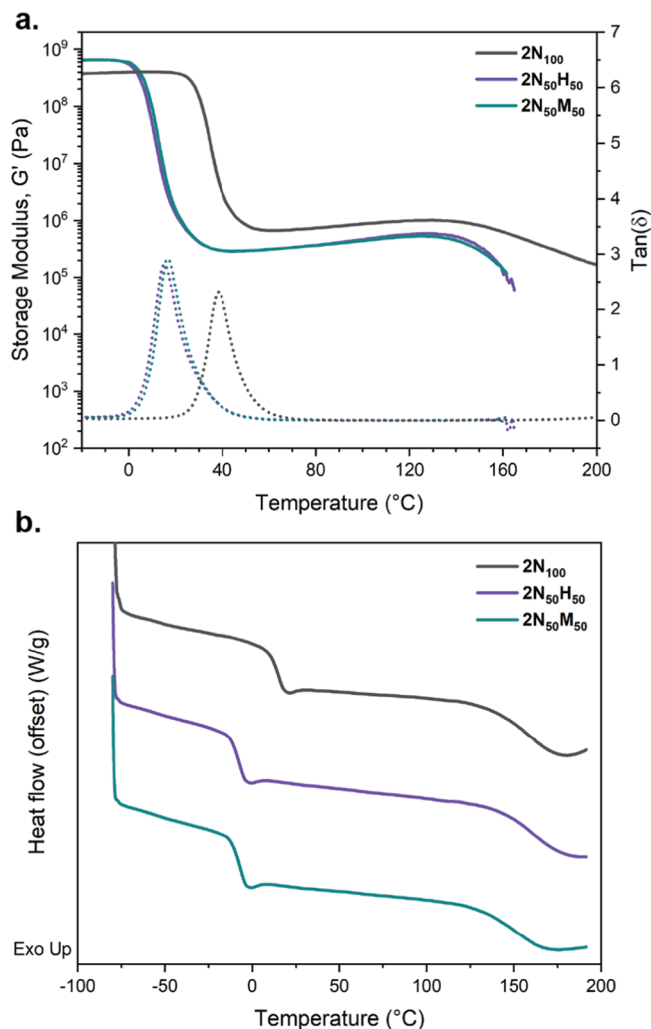 a.
10⁹
10⁸
10⁷
10⁶
10⁵
10⁴
10³
10²
Storage Modulus, G' (Pa)
2N₁₀₀
2N₅₀H₅₀
2N₅₀M₅₀
7
6
5
4
3
2
1
0
Tan(δ)
0 40 80 120 160 200
Temperature (°C)
b.
2N₁₀₀
2N₅₀H₅₀
2N₅₀M₅₀
Heat flow (offset) (W/g)
Exo Up
-100 -75 -50 -25 0 50 100 150 200
Temperature (°C)